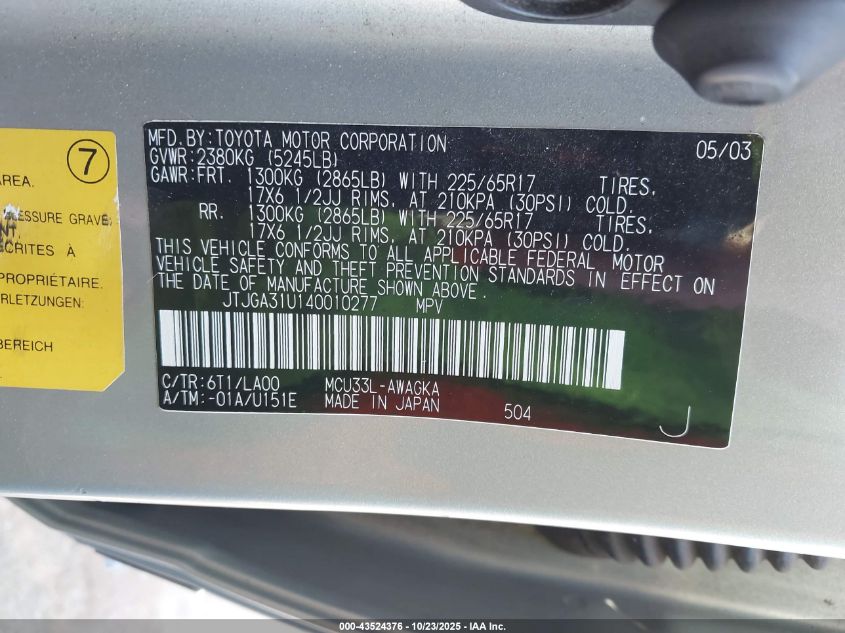 7
AREA.
PRESSURE GRAVE
CRITES À
PROPRIÉTAIRE.
ERLETZUNGEN:
BEREICH
MFD.BY:TOYOTA MOTOR CORPORATION 05/03
GVWR:2380KG (5245LB)
GAWR:FRT. 1300KG (2865LB) WITH 225/65R17 TIRES,
17X6 1/2JJ RIMS, AT 210KPA (30PSI) COLD.
RR. 1300KG (2865LB) WITH 225/65R17 TIRES,
17X6 1/2JJ RIMS, AT 210KPA (30PSI) COLD.
THIS VEHICLE CONFORMS TO ALL APPLICABLE FEDERAL MOTOR
VEHICLE SAFETY AND THEFT PREVENTION STANDARDS IN EFFECT ON
THE DATE OF MANUFACTURE SHOWN ABOVE.
JTJGA31U140010277 MPV
C/TR:6T1/LA00 MCU33L-AWAGKA
A/TM:-01A/U151E MADE IN JAPAN 504 J
000-43524376 - 10/23/2025 - IAA Inc.